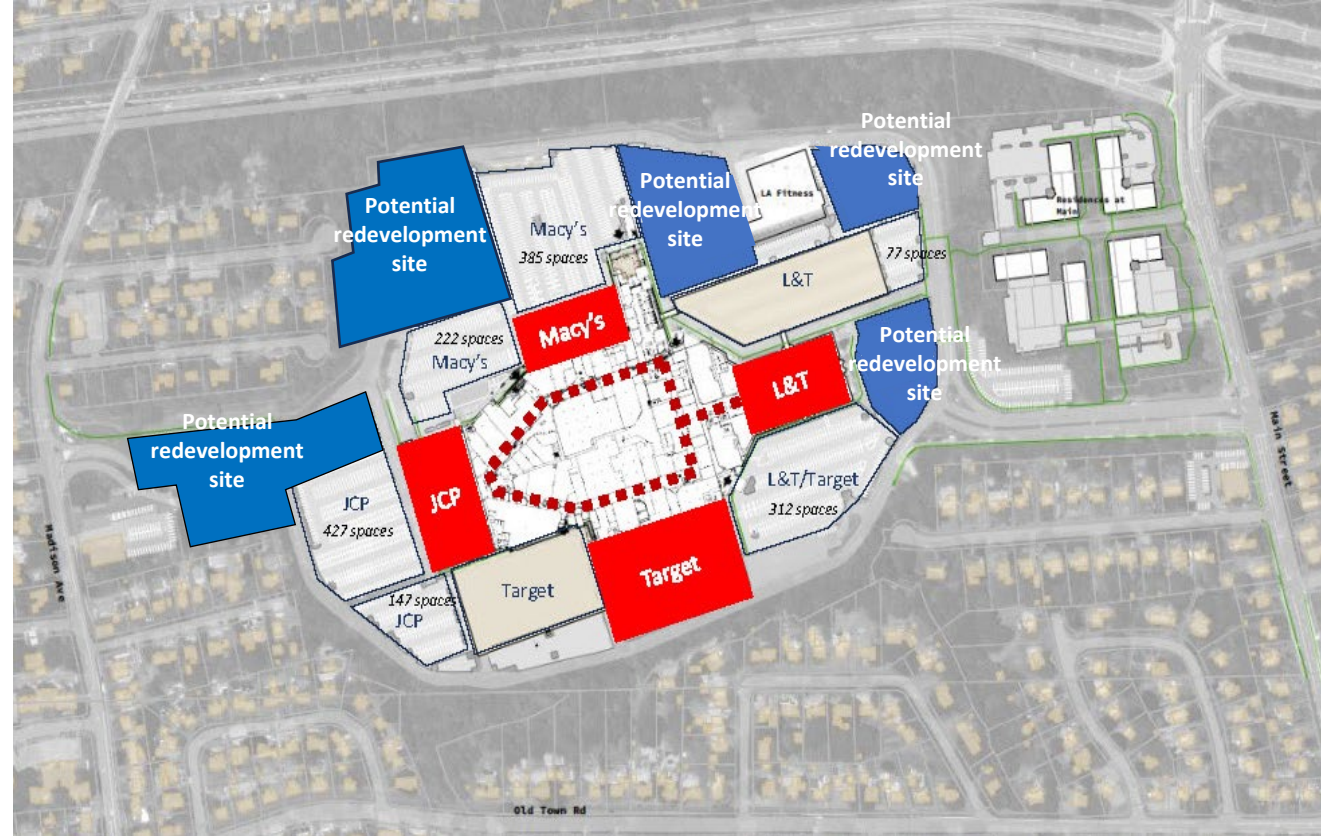 Potential
redevelopment
site
Potential
redevelopment
site
Potential
redevelopment
site
LA Fitness
Residences at
Main
Macy's
385 spaces
77 spaces
L&T
222 spaces
Macy's
Macy's
Potential
redevelopment
site
L&T
Potential
redevelopment
site
JCP
427 spaces
JCP
L&T/Target
312 spaces
Main Street
Madison Ave
147 spaces
JCP
Target
Target
Old Town Rd